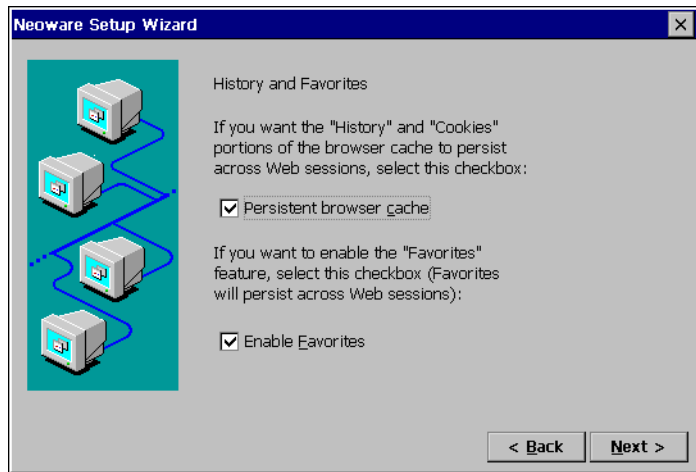 Neoware Setup Wizard
History and Favorites
If you want the "History" and "Cookies"
portions of the browser cache to persist
across Web sessions, select this checkbox:
Persistent browser cache
If you want to enable the "Favorites"
feature, select this checkbox (Favorites
will persist across Web sessions):
Enable Favorites
< Back Next >